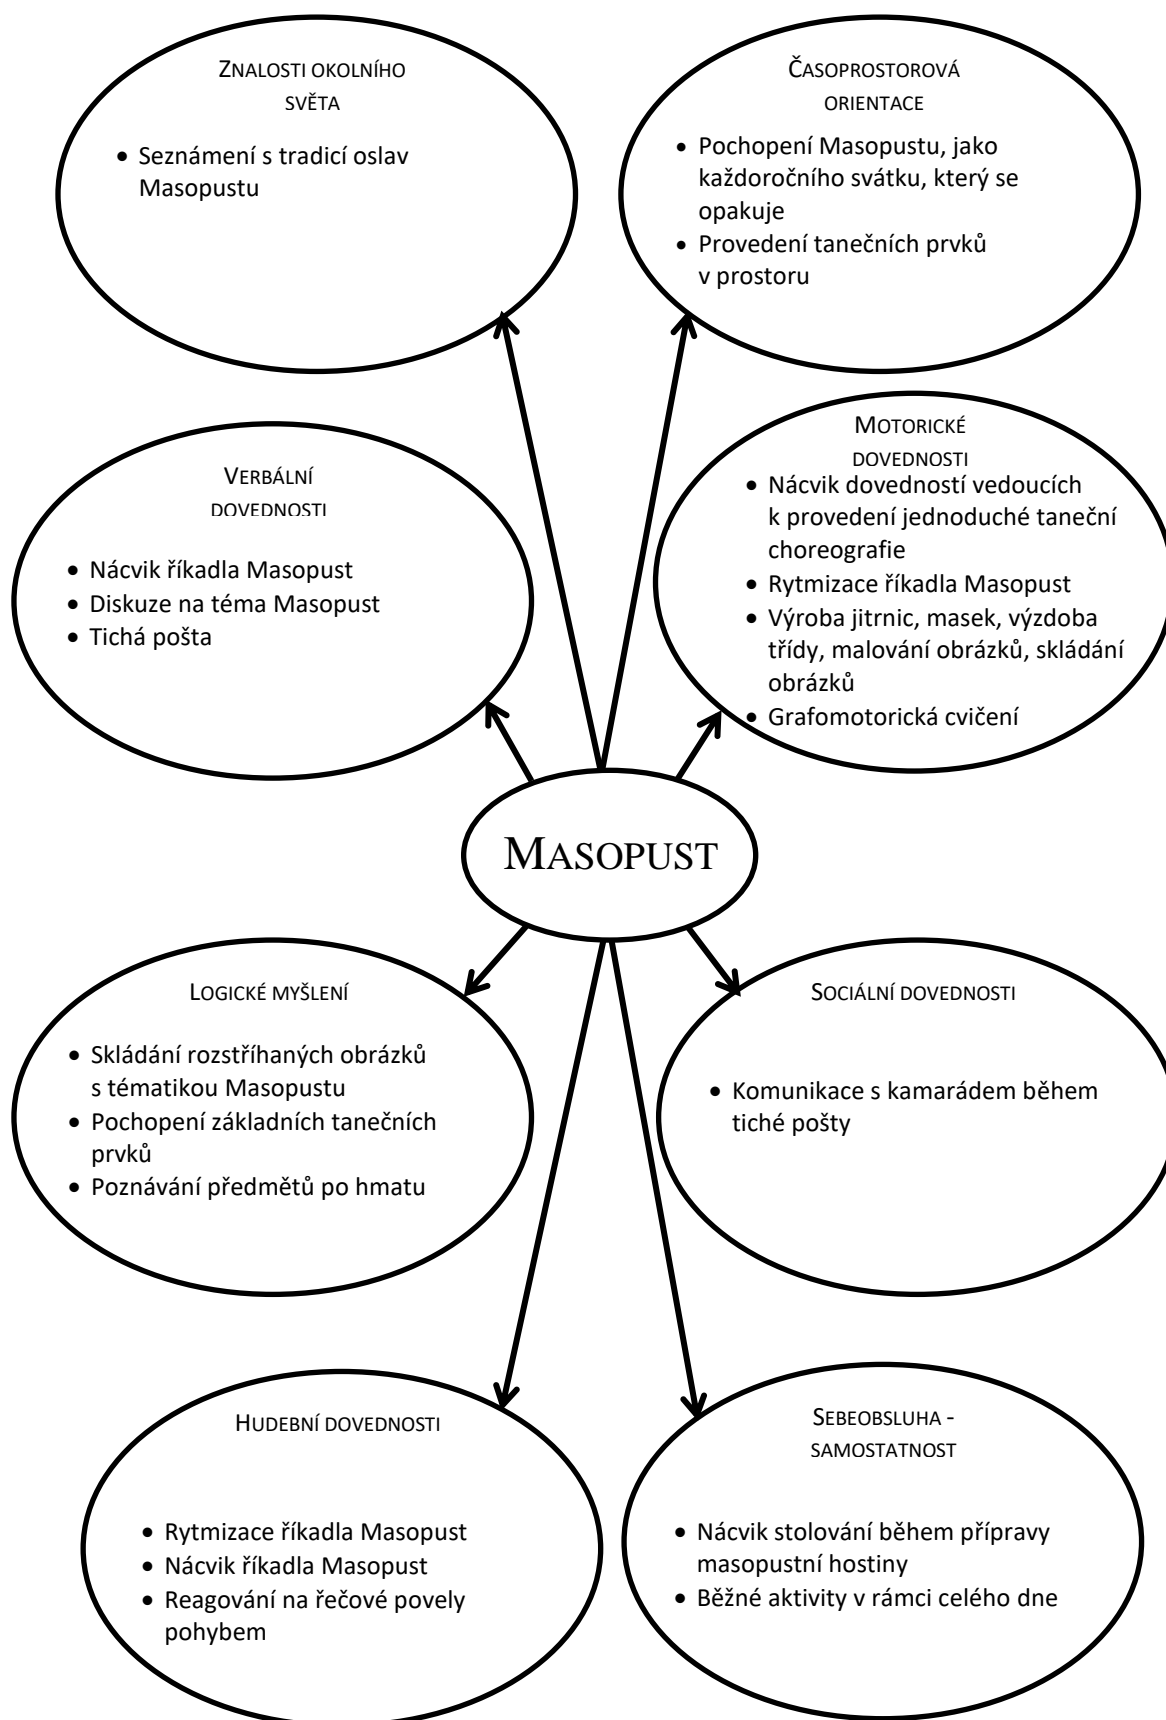 ZNALOSTI OKOLNÍHO
SVĚTA
• Seznámení s tradicí oslav
Masopustu
ČASOPROSTOROVÁ
ORIENTACE
• Pochopení Masopustu, jako
každoročního svátku, který se
opakuje
• Provedení tanečních prvků
v prostoru
VERBÁLNÍ
DOVEDNOSTI
• Nácvik říkadla Masopust
• Diskuze na téma Masopust
• Tichá pošta
MOTORICKÉ
DOVEDNOSTI
• Nácvik dovedností vedoucích
k provedení jednoduché taneční
choreografie
• Rytmizace říkadla Masopust
• Výroba jitrnic, masek, výzdoba
třídy, malování obrázků, skládání
obrázků
• Grafomotorická cvičení
MASOPUST
LOGICKÉ MYŠLENÍ
• Skládání rozstříhaných obrázků
s tématikou Masopustu
• Pochopení základních tanečních
prvků
• Poznávání předmětů po hmatu
SOCIÁLNÍ DOVEDNOSTI
• Komunikace s kamarádem během
tiché pošty
HUDEBNÍ DOVEDNOSTI
• Rytmizace říkadla Masopust
• Nácvik říkadla Masopust
• Reagování na řečové povely
pohybem
SEBEOBSLUHA -
SAMOSTATNOST
• Nácvik stolování během přípravy
masopustní hostiny
• Běžné aktivity v rámci celého dne